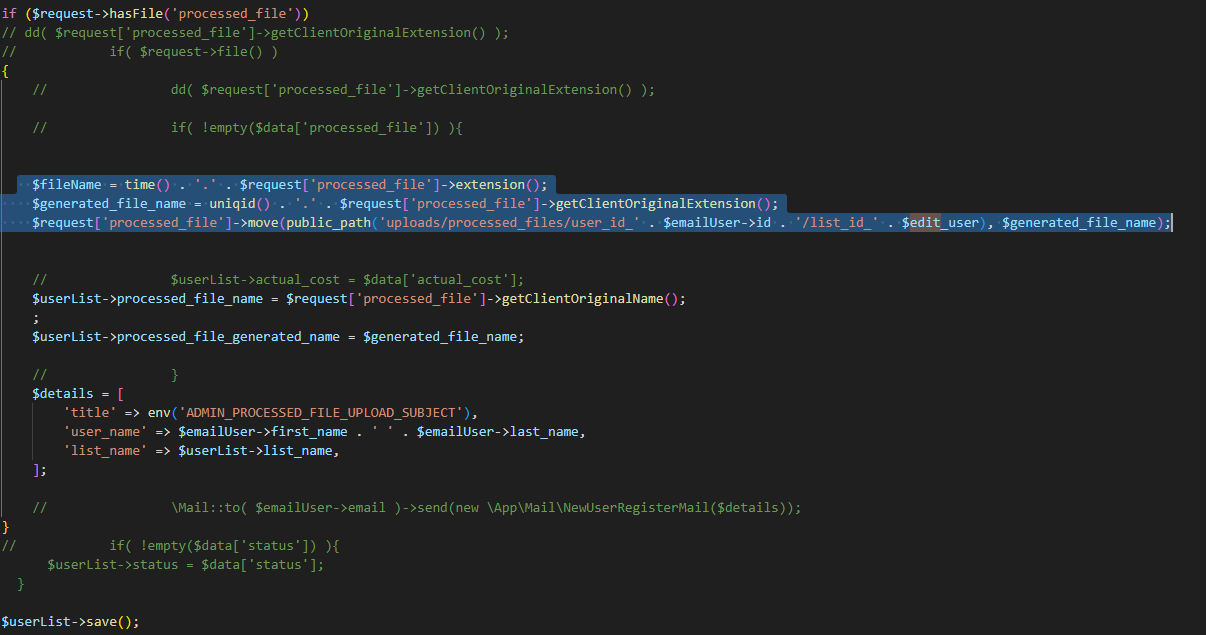 if ($request->hasFile('processed_file'))
// dd( $request['processed_file']->getClientOriginalExtension() );
//            if( $request->file() )
{
    //                dd( $request['processed_file']->getClientOriginalExtension() );
    //                if( !empty($data['processed_file']) ){
    $fileName = time() . '.' . $request['processed_file']->extension();
    $generated_file_name = uniqid() . '.' . $request['processed_file']->getClientOriginalExtension();
    $request['processed_file']->move(public_path('uploads/processed_files/user_id_' . $emailUser->id . '/list_id_' . $edit_user), $generated_file_name);
    //                $userList->actual_cost = $data['actual_cost'];
    $userList->processed_file_name = $request['processed_file']->getClientOriginalName();
    ;
    $userList->processed_file_generated_name = $generated_file_name;
    //                }
    $details = [
        'title' => env('ADMIN_PROCESSED_FILE_UPLOAD_SUBJECT'),
        'user_name' => $emailUser->first_name . ' ' . $emailUser->last_name,
        'list_name' => $userList->list_name,
    ];
    //                \Mail::to( $emailUser->email )->send(new \App\Mail\NewUserRegisterMail($details));
}
//            if( !empty($data['status']) ){
      $userList->status = $data['status'];
  }
$userList->save();